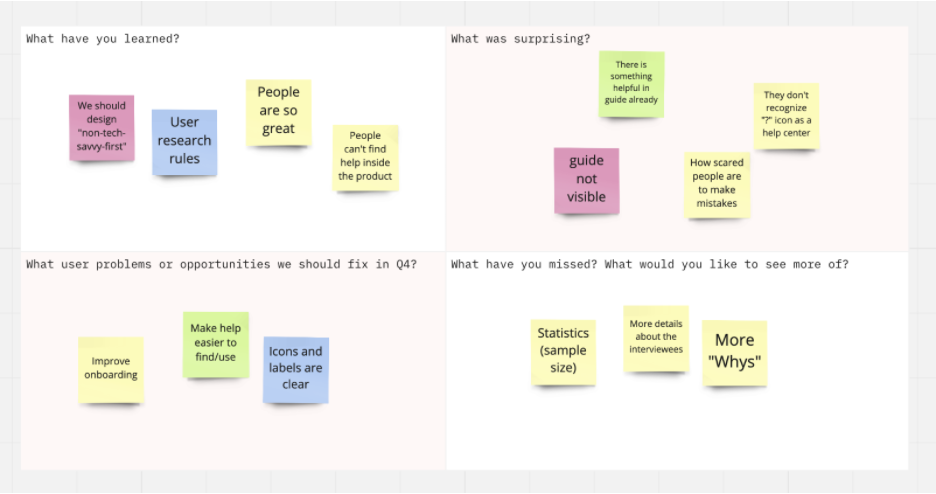 What have you learned?
We should
design
"non-tech-
savvy-first"
User
research
rules
People
are so
great
People
can't find
help inside
the product
What was surprising?
There is
something
helpful in
guide already
They don't
recognize
"?" icon as a
help center
guide
not
visible
How scared
people are
to make
mistakes
What user problems or opportunities we should fix in Q4?
Improve
onboarding
Make help
easier to
find/use
Icons and
labels are
clear
What have you missed? What would you like to see more of?
Statistics
(sample
size)
More details
about the
interviewees
More
"Whys"